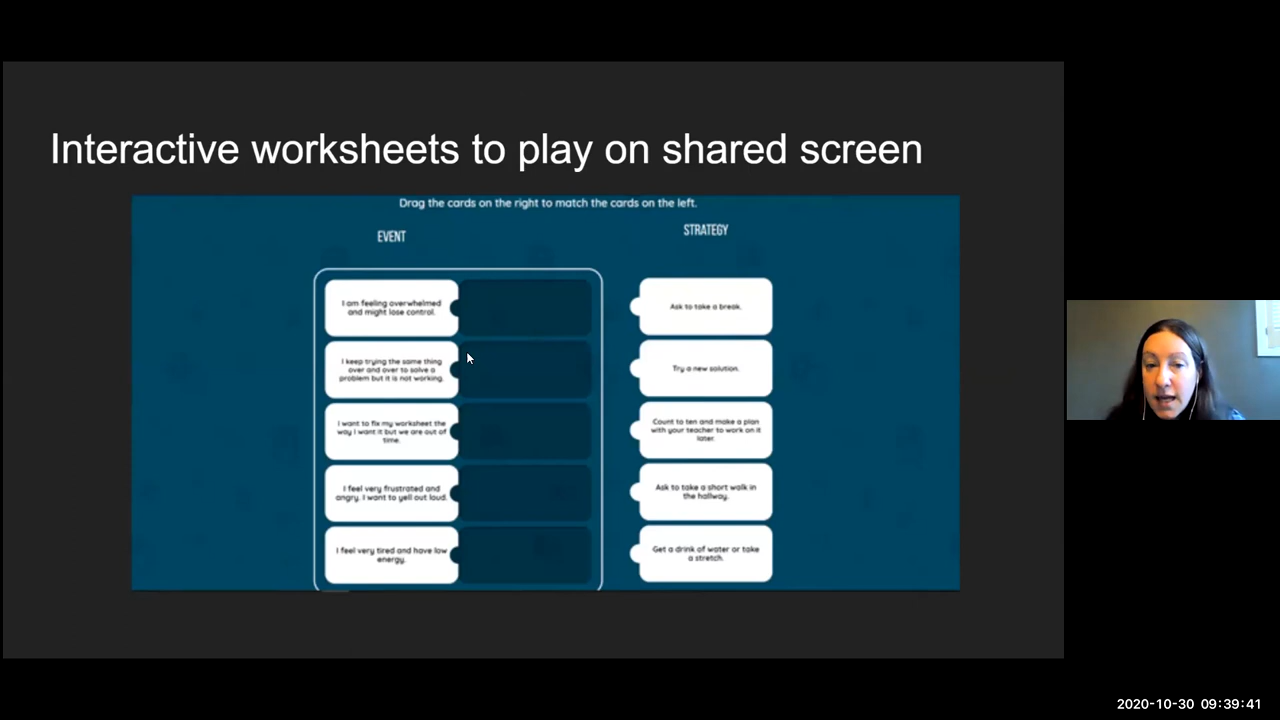 Interactive worksheets to play on shared screen
Drag the cards on the right to match the cards on the left.
EVENT
STRATEGY
I am feeling overwhelmed
and might lose control.
Ask to take a break.
I keep trying the same thing
over and over to solve a
problem but it is not working.
Try a new solution.
I want to fix my worksheet the
way I want it but we are out of
time.
Count to ten and make a plan
with your teacher to work on it
later.
I feel very frustrated and
angry. I want to yell out loud.
Ask to take a short walk in
the hallway.
I feel very tired and have low
energy.
Get a drink of water or take
a stretch.
2020-10-30 09:39:41